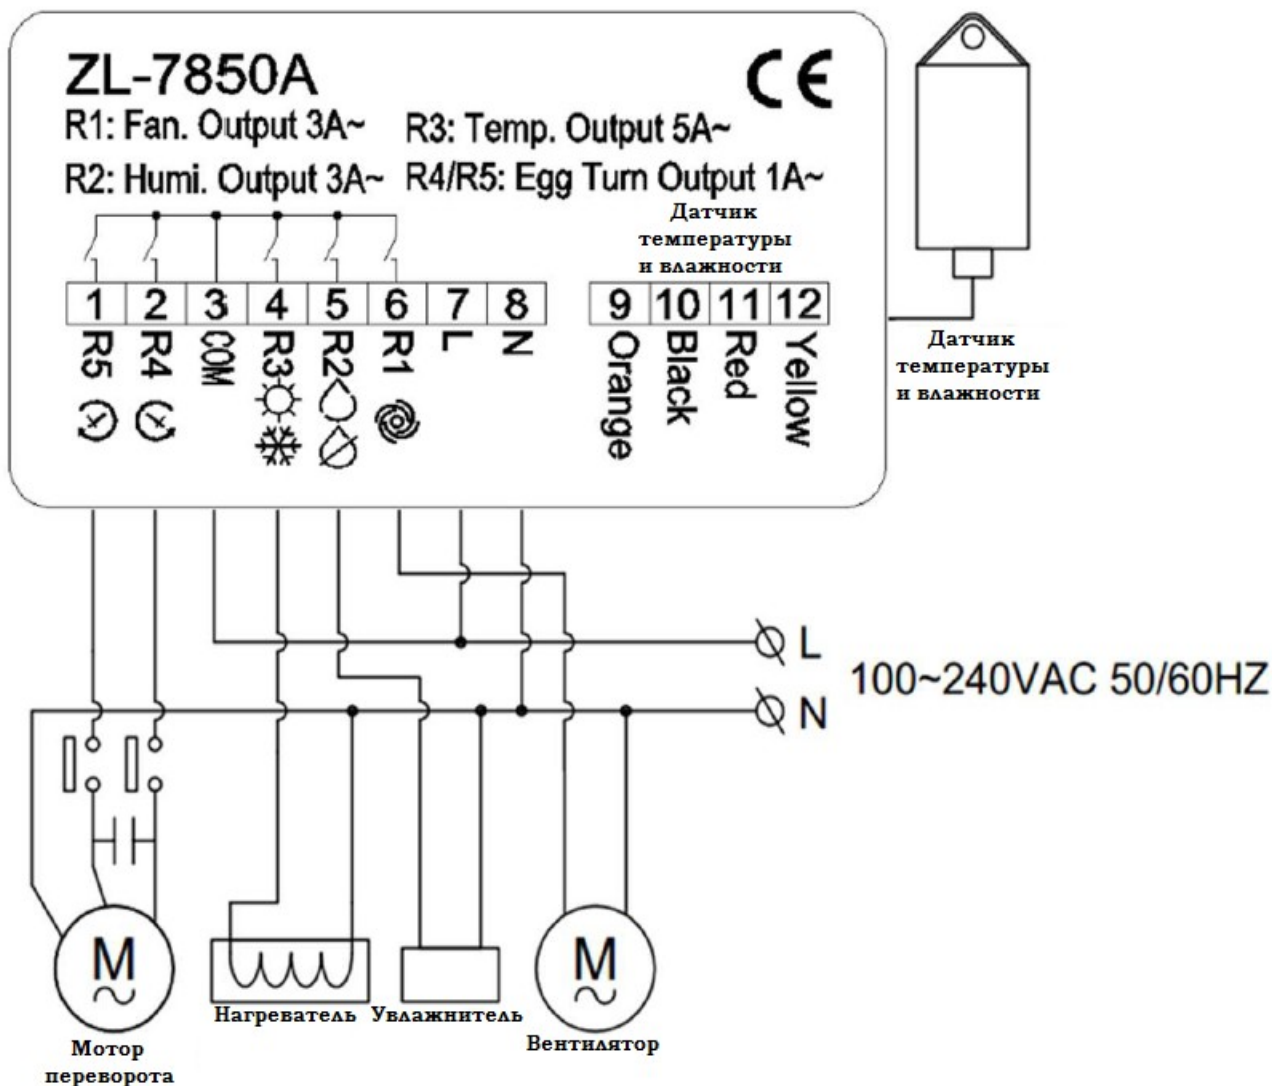 ZL-7850A
CE
R1: Fan. Output 3A~
R3: Temp. Output 5A~
R2: Humi. Output 3A~
R4/R5: Egg Turn Output 1A~
Датчик
температуры
и влажности
1 2 3 4 5 6 7 8
9 10 11 12
R5 R4 COM R3 R2 R1 L N
Orange Black Red Yellow
Датчик
температуры
и влажности
L
N
100~240VAC 50/60HZ
M
~
M
~
Нагреватель
Увлажнитель
Вентилятор
Мотор
переворота